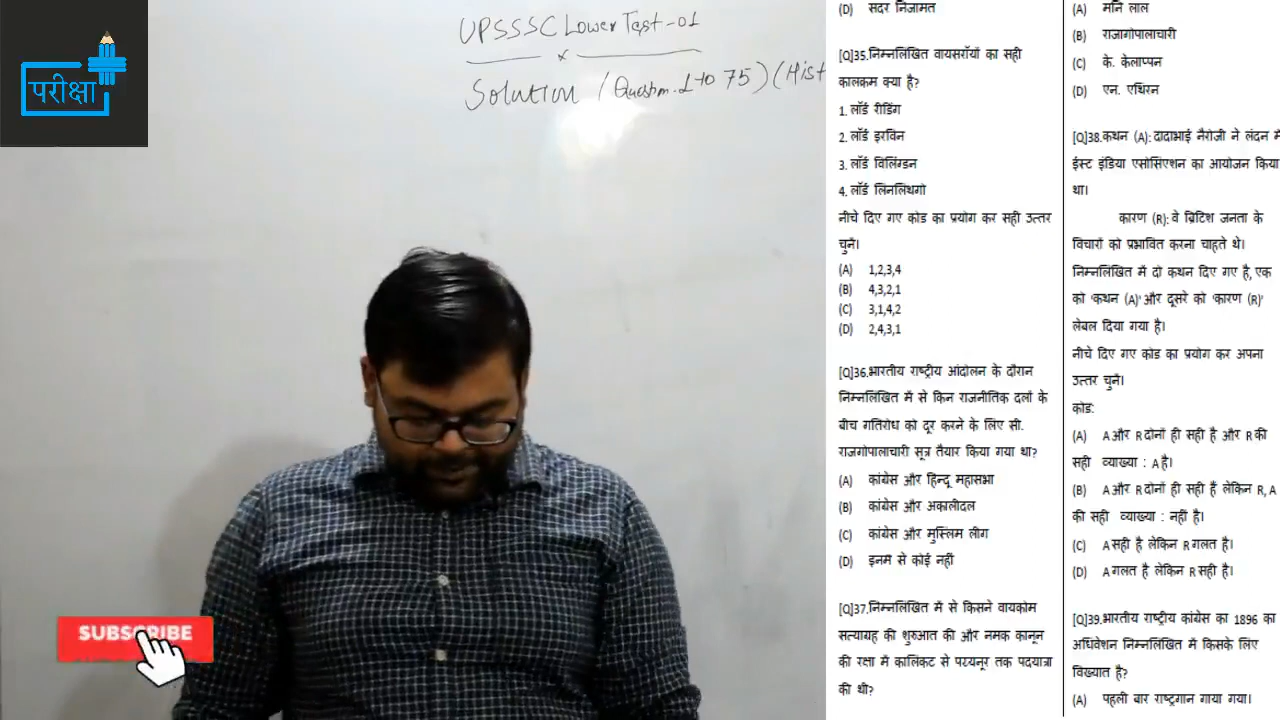 परीक्षा
UPSSSC Lower Test-01
Solution (Question.1 to 75) (Hist
SUBSCRIBE
(D) सदर निजामत
[Q]35.निम्नलिखित वायसरॉयों का सही
कालक्रम क्या है?
1. लॉर्ड रीडिंग
2. लॉर्ड इरविन
3. लॉर्ड विलिंग्डन
4. लॉर्ड लिनलिथगो
नीचे दिए गए कोड का प्रयोग कर सही उत्तर
चुनें।
(A) 1,2,3,4
(B) 4,3,2,1
(C) 3,1,4,2
(D) 2,4,3,1
[Q]36.भारतीय राष्ट्रीय आंदोलन के दौरान
निम्नलिखित में से किन राजनीतिक दलों के
बीच गतिरोध को दूर करने के लिए सी.
राजगोपालाचारी सूत्र तैयार किया गया था?
(A) कांग्रेस और हिन्दू महासभा
(B) कांग्रेस और अकालीदल
(C) कांग्रेस और मुस्लिम लीग
(D) इनमें से कोई नहीं
[Q]37.निम्नलिखित में से किसने वायकोम
सत्याग्रह की शुरुआत की और नमक कानून
की रक्षा में कालिकट से पय्यनूर तक पदयात्रा
की थी?
(A) मनि लाल
(B) राजागोपालाचारी
(C) के. केलाप्पन
(D) एन. एथिरन
[Q]38.कथन (A): दादाभाई नैरोजी ने लंदन में
ईस्ट इंडिया एसोसिएशन का आयोजन किया
था।
कारण (R): वे ब्रिटिश जनता के
विचारों को प्रभावित करना चाहते थे।
निम्नलिखित में दो कथन दिए गए है, एक
को 'कथन (A)' और दूसरे को 'कारण (R)'
लेबल दिया गया है।
नीचे दिए गए कोड का प्रयोग कर अपना
उत्तर चुनें।
कोड:
(A) A और R दोनों ही सही है और R की
सही व्याख्या : A है।
(B) A और R दोनों ही सही हैं लेकिन R, A
की सही व्याख्या : नहीं है।
(C) A सही है लेकिन R गलत है।
(D) A गलत है लेकिन R सही है।
[Q]39.भारतीय राष्ट्रीय कांग्रेस का 1896 का
अधिवेशन निम्नलिखित में किसके लिए
विख्यात है?
(A) पहली बार राष्ट्रगान गाया गया।